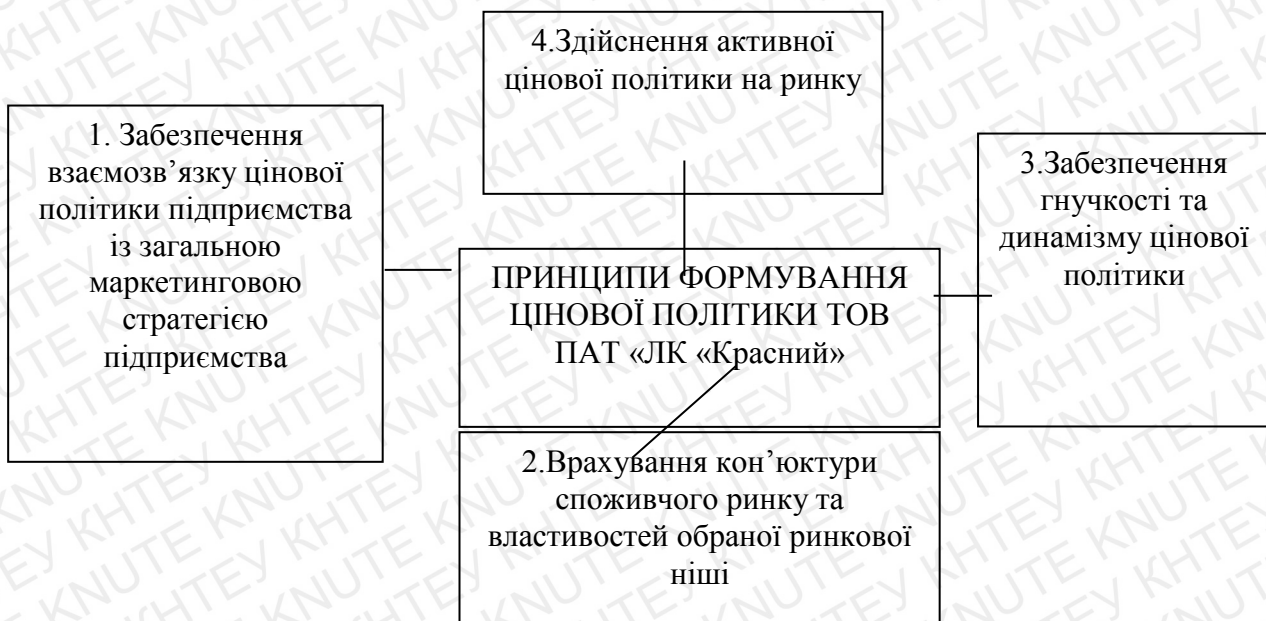 4.Здійснення активної
цінової політики на ринку
1. Забезпечення
взаємозв’язку цінової
політики підприємства
із загальною
маркетинговою
стратегією
підприємства
3.Забезпечення
гнучкості та
динамізму цінової
політики
ПРИНЦИПИ ФОРМУВАННЯ
ЦІНОВОЇ ПОЛІТИКИ ТОВ
ПАТ «ЛК «Красний»
2.Врахування кон’юктури
споживчого ринку та
властивостей обраної ринкової
ніші